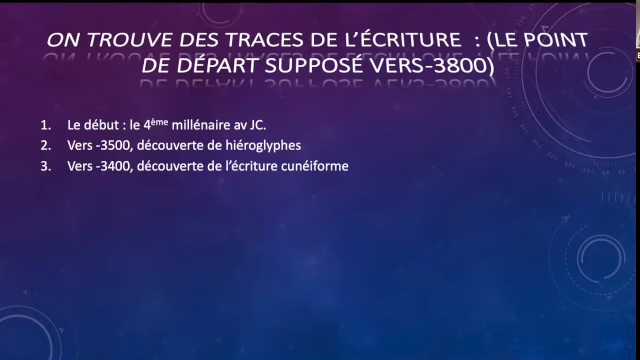 ON TROUVE DES TRACES DE L'ÉCRITURE : (LE POINT
DE DÉPART SUPPOSÉ VERS-3800)
1. Le début : le 4ème millénaire av JC.
2. Vers -3500, découverte de hiéroglyphes
3. Vers -3400, découverte de l'écriture cunéiforme